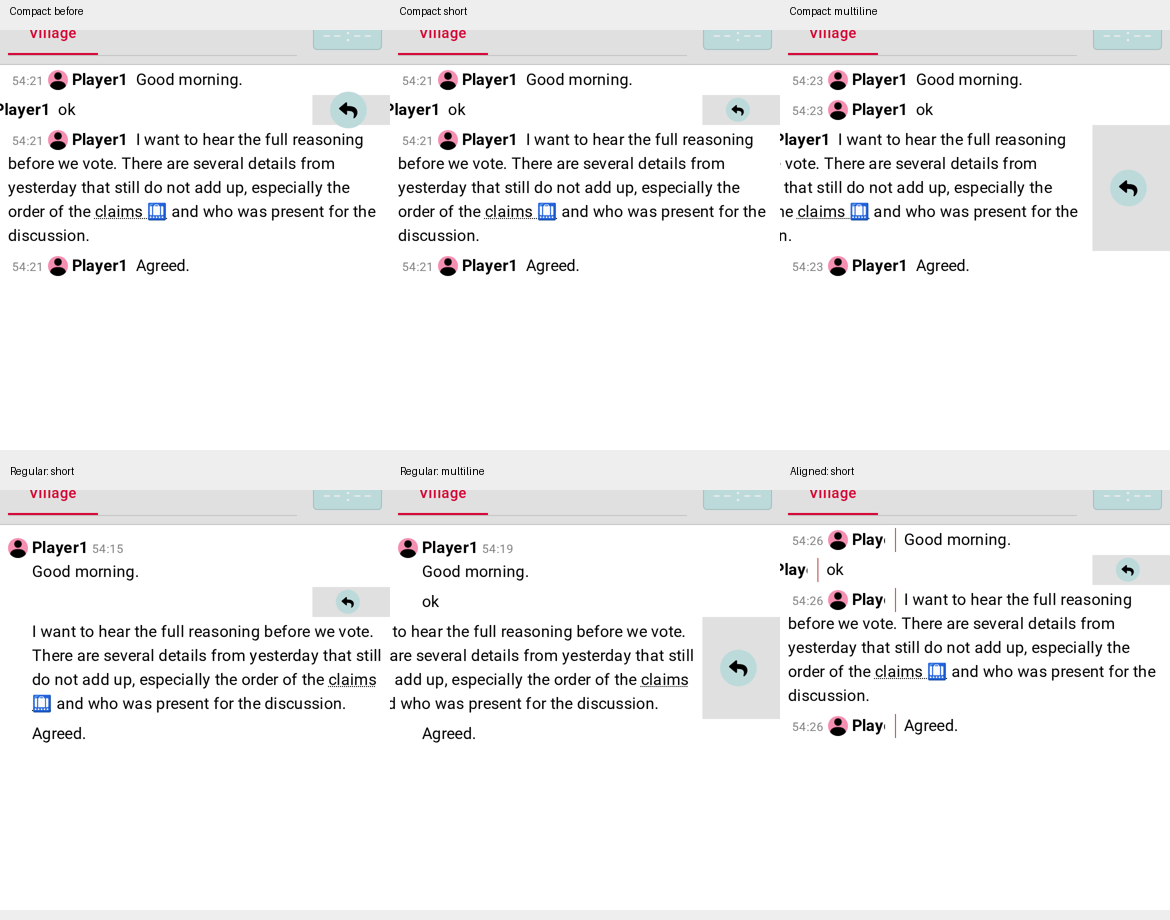 Compact: before
Village
--:--
54:21 Player1 Good morning.
Player1 ok
54:21 Player1 I want to hear the full reasoning
before we vote. There are several details from
yesterday that still do not add up, especially the
order of the claims and who was present for the
discussion.
54:21 Player1 Agreed.
Compact: short
Village
--:--
54:21 Player1 Good morning.
Player1 ok
54:21 Player1 I want to hear the full reasoning
before we vote. There are several details from
yesterday that still do not add up, especially the
order of the claims and who was present for the
discussion.
54:21 Player1 Agreed.
Compact: multiline
Village
--:--
54:23 Player1 Good morning.
54:23 Player1 ok
Player1 I want to hear the full reasoning
vote. There are several details from
that still do not add up, especially the
claims and who was present for the
n.
54:23 Player1 Agreed.
Regular: short
Village
--:--
Player1 54:15
Good morning.
I want to hear the full reasoning before we vote.
There are several details from yesterday that still
do not add up, especially the order of the claims
and who was present for the discussion.
Agreed.
Regular: multiline
Village
--:--
Player1 54:19
Good morning.
ok
to hear the full reasoning before we vote.
are several details from yesterday that still
add up, especially the order of the claims
who was present for the discussion.
Agreed.
Aligned: short
Village
--:--
54:26 Play Good morning.
Play ok
54:26 Play I want to hear the full reasoning
before we vote. There are several details from
yesterday that still do not add up, especially the
order of the claims and who was present for the
discussion.
54:26 Play Agreed.